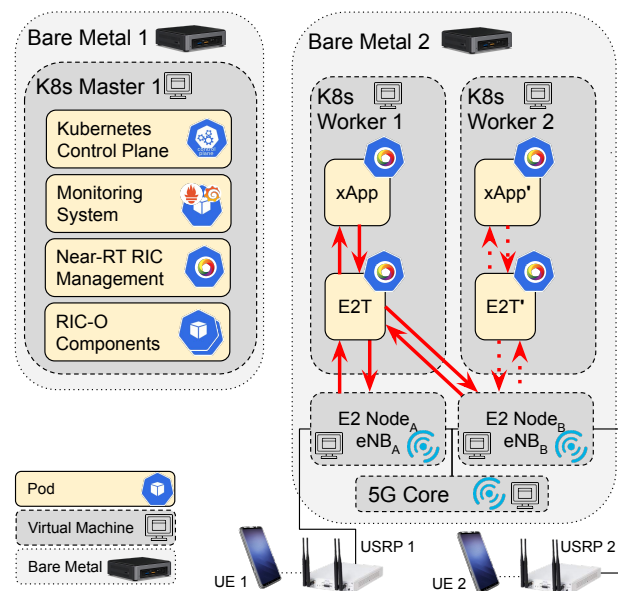 Bare Metal 1
K8s Master 1
Kubernetes
Control Plane
control plane
Monitoring
System
Near-RT RIC
Management
RIC-O
Components
Bare Metal 2
K8s
Worker 1
K8s
Worker 2
xApp
xApp'
E2T
E2T'
E2 NodeA
eNBA
E2 NodeB
eNBB
5G Core
Pod
Virtual Machine
Bare Metal
UE 1
USRP 1
UE 2
USRP 2